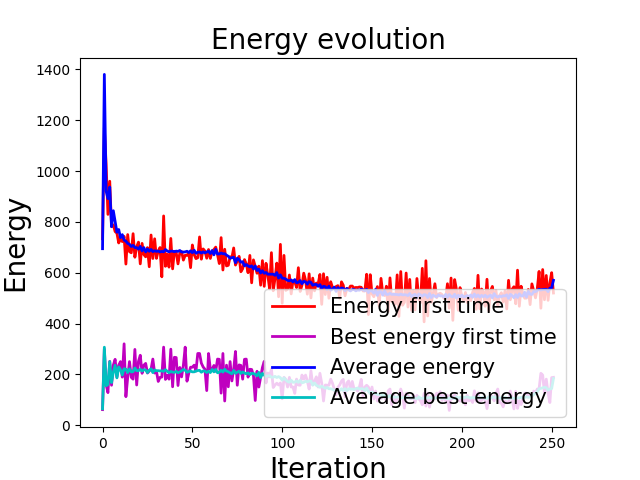 Energy evolution
Energy
1400
1200
1000
800
600
400
200
0
Energy first time
Best energy first time
Average energy
Average best energy
0 50 100 150 200 250
Iteration